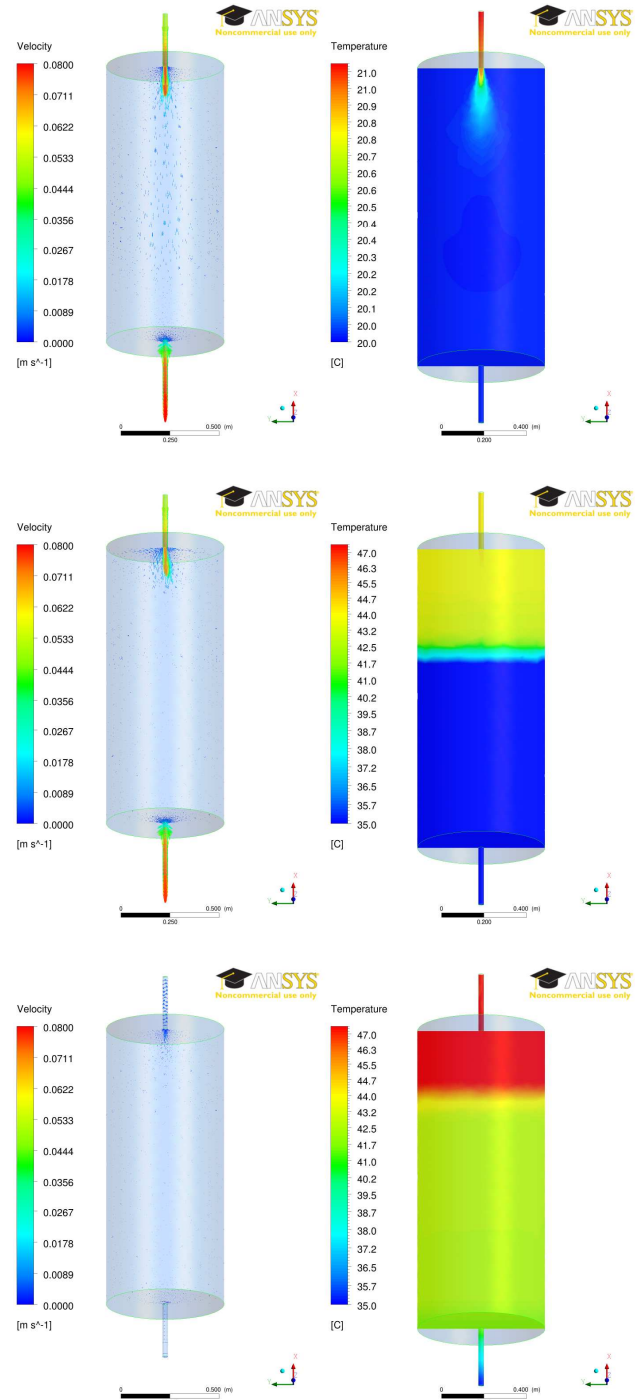 ANSYS
Noncommercial use only
Velocity
0.0800
0.0711
0.0622
0.0533
0.0444
0.0356
0.0267
0.0178
0.0089
0.0000
[m s^-1]
0 0.500 (m)
0.250
X
Y
Z
ANSYS
Noncommercial use only
Temperature
21.0
21.0
20.9
20.8
20.8
20.7
20.6
20.6
20.5
20.4
20.4
20.3
20.2
20.2
20.1
20.0
20.0
[C]
0 0.400 (m)
0.200
X
Y
Z
ANSYS
Noncommercial use only
Velocity
0.0800
0.0711
0.0622
0.0533
0.0444
0.0356
0.0267
0.0178
0.0089
0.0000
[m s^-1]
0 0.500 (m)
0.250
X
Y
Z
ANSYS
Noncommercial use only
Temperature
47.0
46.3
45.5
44.7
44.0
43.2
42.5
41.7
41.0
40.2
39.5
38.7
38.0
37.2
36.5
35.7
35.0
[C]
0 0.400 (m)
0.200
X
Y
Z
ANSYS
Noncommercial use only
Velocity
0.0800
0.0711
0.0622
0.0533
0.0444
0.0356
0.0267
0.0178
0.0089
0.0000
[m s^-1]
0 0.500 (m)
X
Y
Z
ANSYS
Noncommercial use only
Temperature
47.0
46.3
45.5
44.7
44.0
43.2
42.5
41.7
41.0
40.2
39.5
38.7
38.0
37.2
36.5
35.7
35.0
[C]
0 0.400 (m)
X
Y
Z